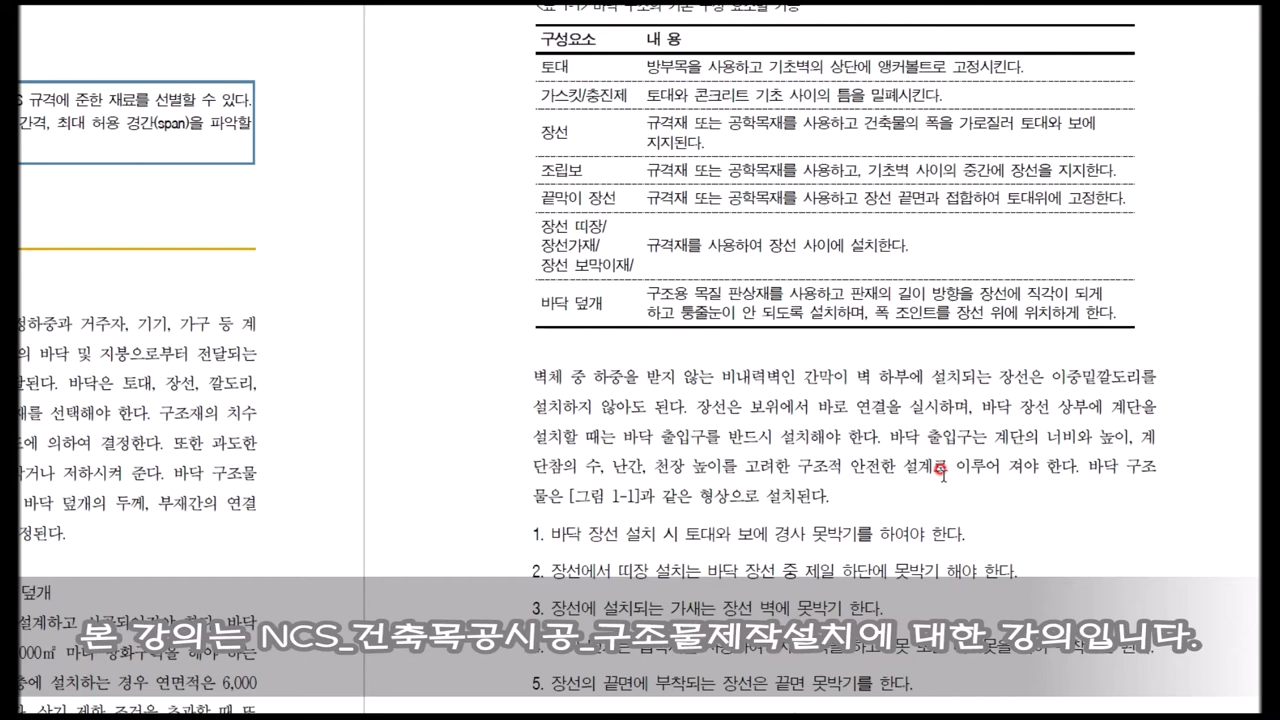 구성요소 내 용
토대 방부목을 사용하고 기초벽의 상단에 앵커볼트로 고정시킨다.
가스킷/충진제 토대와 콘크리트 기초 사이의 틈을 밀폐시킨다.
장선 규격재 또는 공학목재를 사용하고 건축물의 폭을 가로질러 토대와 보에
지지된다.
조립보 규격재 또는 공학목재를 사용하고, 기초벽 사이의 중간에 장선을 지지한다.
끝막이 장선 규격재 또는 공학목재를 사용하고 장선 끝면과 접합하여 토대위에 고정한다.
장선 띠장/
장선가재/ 규격재를 사용하여 장선 사이에 설치한다.
장선 보막이재/
바닥 덮개 구조용 목질 판상재를 사용하고 판재의 길이 방향을 장선에 직각이 되게
하고 통줄눈이 안 되도록 설치하며, 폭 조인트를 장선 위에 위치하게 한다.
벽체 중 하중을 받지 않는 비내력벽인 간막이 벽 하부에 설치되는 장선은 이중밑깔도리를
설치하지 않아도 된다. 장선은 보위에서 바로 연결을 실시하며, 바닥 장선 상부에 계단을
설치할 때는 바닥 출입구를 반드시 설치해야 한다. 바닥 출입구는 계단의 너비와 높이, 계
단참의 수, 난간, 천장 높이를 고려한 구조적 안전한 설계로 이루어 져야 한다. 바닥 구조
물은 [그림 1-1]과 같은 형상으로 설치된다.
1. 바닥 장선 설치 시 토대와 보에 경사 못박기를 하여야 한다.
2. 장선에서 띠장 설치는 바닥 장선 중 제일 하단에 못박기 해야 한다.
3. 장선에 설치되는 가새는 장선 벽에 못박기 한다.
5. 장선의 끝면에 부착되는 장선은 끝면 못박기를 한다.
규격에 준한 재료를 선별할 수 있다.
간격, 최대 허용 경간(span)을 파악할
정하중과 거주자, 기기, 가구 등 계
의 바닥 및 지붕으로부터 전달되는
된다. 바닥은 토대, 장선, 깔도리,
재를 선택해야 한다. 구조재의 치수
에 의하여 결정한다. 또한 과도한
거나 저하시켜 준다. 바닥 구조물
바닥 덮개의 두께, 부재간의 연결
정된다.
덮개
층에 설치하는 경우 연면적은 6,000
본 강의는 NCS_건축목공시공_구조물제작설치에 대한 강의입니다.